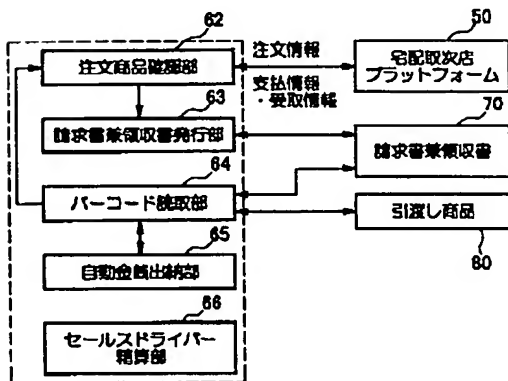 62
注文商品確認部
注文情報
50
宅配取次店
プラットフォーム
63
支払情報
・受取情報
請求書兼領収書発行部
70
請求書兼領収書
64
バーコード読取部
引渡し商品
80
65
自動金銭出納部
66
セールスドライバー
精算部